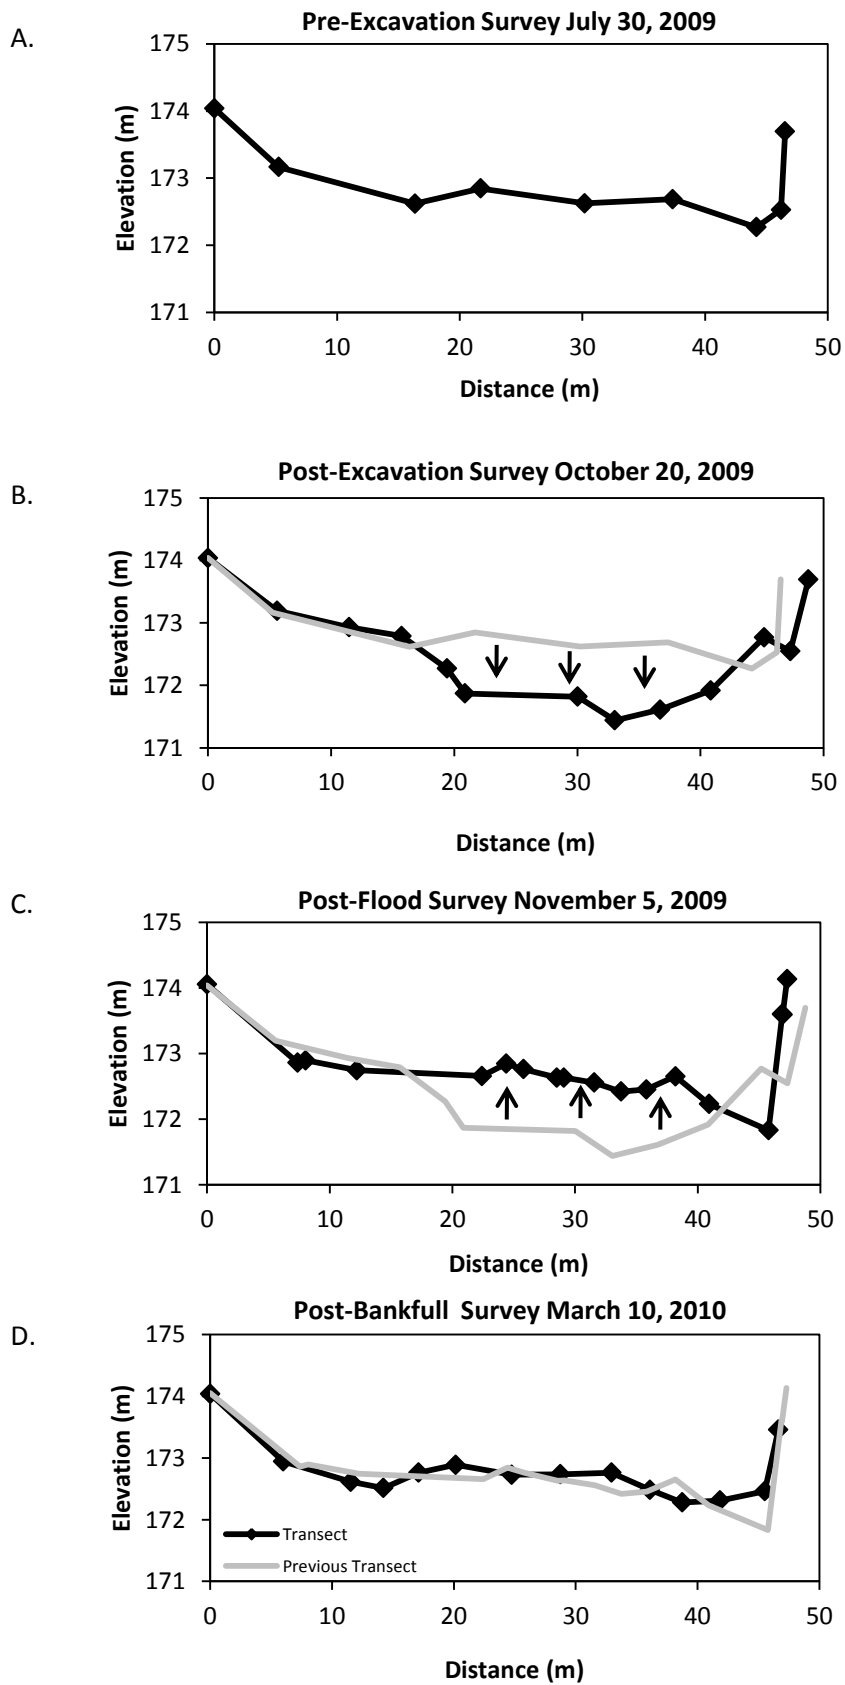 A.
Pre-Excavation Survey July 30, 2009
175
174
173
172
171
Elevation (m)
0 10 20 30 40 50
Distance (m)
B.
Post-Excavation Survey October 20, 2009
175
174
173
172
171
Elevation (m)
0 10 20 30 40 50
Distance (m)
C.
Post-Flood Survey November 5, 2009
175
174
173
172
171
Elevation (m)
0 10 20 30 40 50
Distance (m)
D.
Post-Bankfull  Survey March 10, 2010
175
174
173
172
171
Elevation (m)
Transect
Previous Transect
0 10 20 30 40 50
Distance (m)